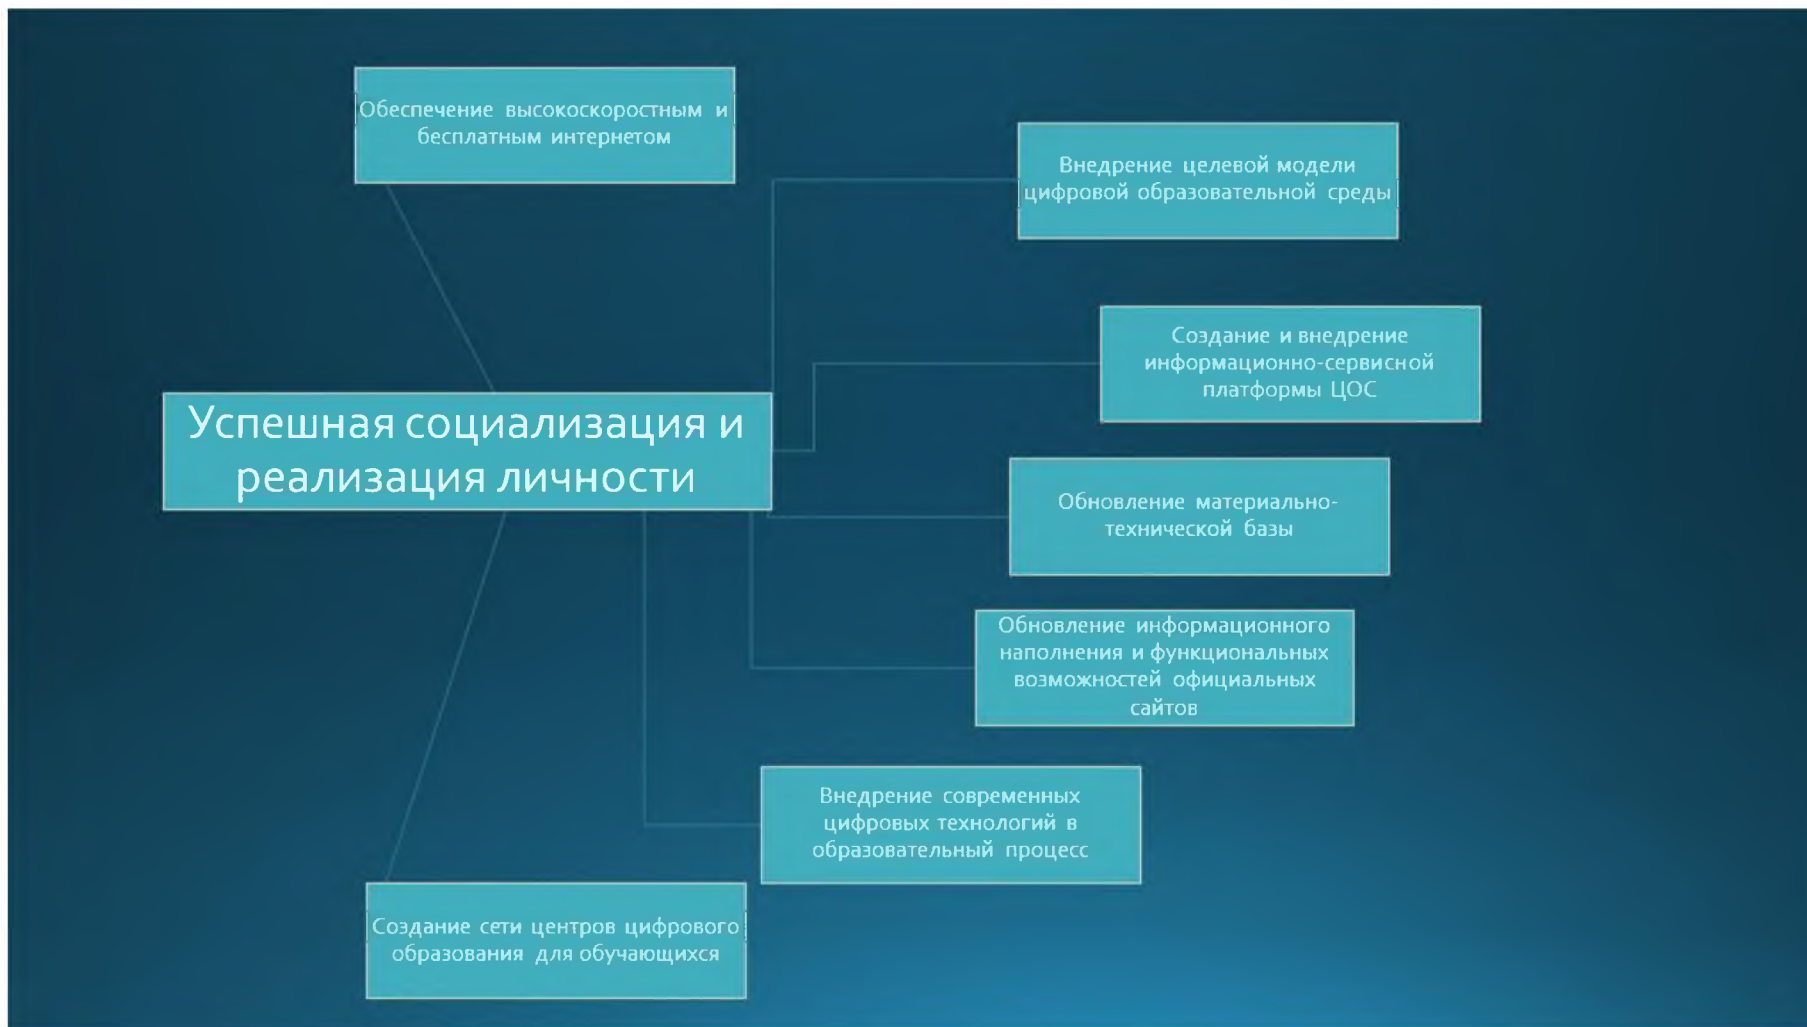 Обеспечение высокоскоростным и
бесплатным интернетом
Внедрение целевой модели
цифровой образовательной среды
Создание и внедрение
информационно-сервисной
платформы ЦОС
Успешная социализация и
реализация личности
Обновление материально-
технической базы
Обновление информационного
наполнения и функциональных
возможностей официальных
сайтов
Внедрение современных
цифровых технологий в
образовательный процесс
Создание сети центров цифрового
образования для обучающихся